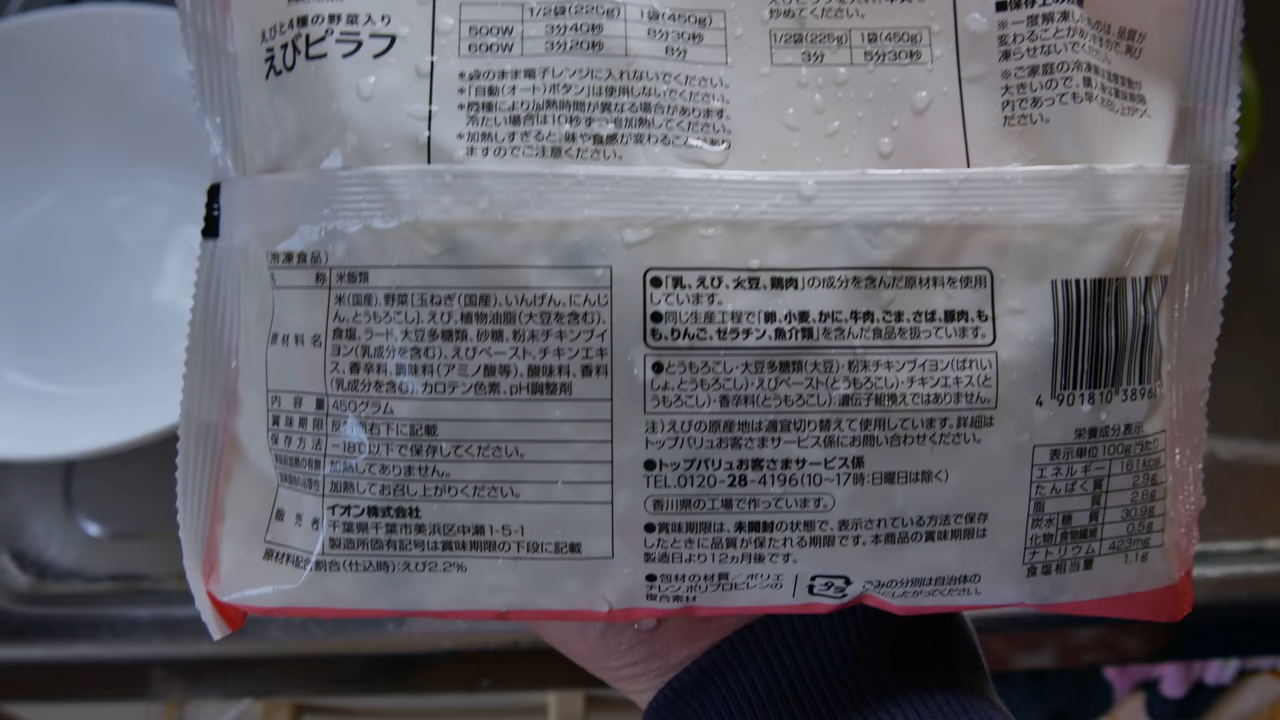 えびと4種の野菜入り
えびピラフ
1/2袋(225g) 1袋(450g)
500W 3分40秒 8分30秒
600W 3分20秒 8分
*袋のまま電子レンジに入れないでください。
*「自動(オート)ボタン」は使用しないでください。
*機種により加熱時間が異なる場合があります。
冷たい場合は10秒ずつ追加熱してください。
*加熱しすぎると、味や食感が変わることがあり
ますのでご注意ください。
炒めてください。
1/2袋(225g) 1袋(450g)
3分 5分30秒
■保存上の
※一度解凍し ものは、品質が
変わることが ますので、再び
凍らせないでください。
※ご家庭の冷凍
大きいので、購
内であっても早
ださい。
(冷凍食品)
名称 米飯類
原材料名 米(国産)、野菜[玉ねぎ(国産)、いんげん、にんじ
ん、とうもろこし]、えび、植物油脂(大豆を含む)、
食塩、ラード、大豆多糖類、砂糖、粉末チキンブイ
ヨン(乳成分を含む)、えびペースト、チキンエキ
ス、香辛料、調味料(アミノ酸等)、酸味料、香料
(乳成分を含む)、カロテン色素、pH調整剤
内容量 450グラム
賞味期限 右下に記載
保存方法 −18℃以下で保存してください。
加熱してありません。
加熱してお召し上がりください。
販売者 イオン株式会社
千葉県千葉市美浜区中瀬1-5-1
製造所固有記号は賞味期限の下段に記載
原材料配合割合(仕込時):えび2.2%
●「乳、えび、大豆、鶏肉」の成分を含んだ原材料を使用
しています。
●同じ生産工程で「卵、小麦、かに、牛肉、ごま、さば、豚肉、も
も、りんご、ゼラチン、魚介類」を含んだ食品を扱っています。
●とうもろこし・大豆多糖類(大豆)・粉末チキンブイヨン(ばれい
しょ、とうもろこし)・えびペースト(とうもろこし)・チキンエキス(と
うもろこし)・香辛料(とうもろこし):遺伝子組換えではありません。
注)えびの原産地は適宜切り替えて使用しています。詳細は
トップバリュお客さまサービス係にお問い合わせください。
●トップバリュお客さまサービス係
TEL.0120-28-4196(10~17時:日曜日は除く)
香川県の工場で作っています。
●賞味期限は、未開封の状態で、表示されている方法で保存
したときに品質が保たれる期限です。本商品の賞味期限は
製造日より12ヵ月後です。
●包材の材質/ポリエ
チレン、ポリプロピレンの
複合素材
プラ
ごみの分別は自治体の
にしたがってください。
4 901810 3896
栄養成分表示
表示単位100g当たり
エネルギー 161kcal
たんぱく質 2.9g
脂質 2.8g
炭水化物 糖質 30.9g
食物繊維 0.5g
ナトリウム 423mg
食塩相当量 1.1g